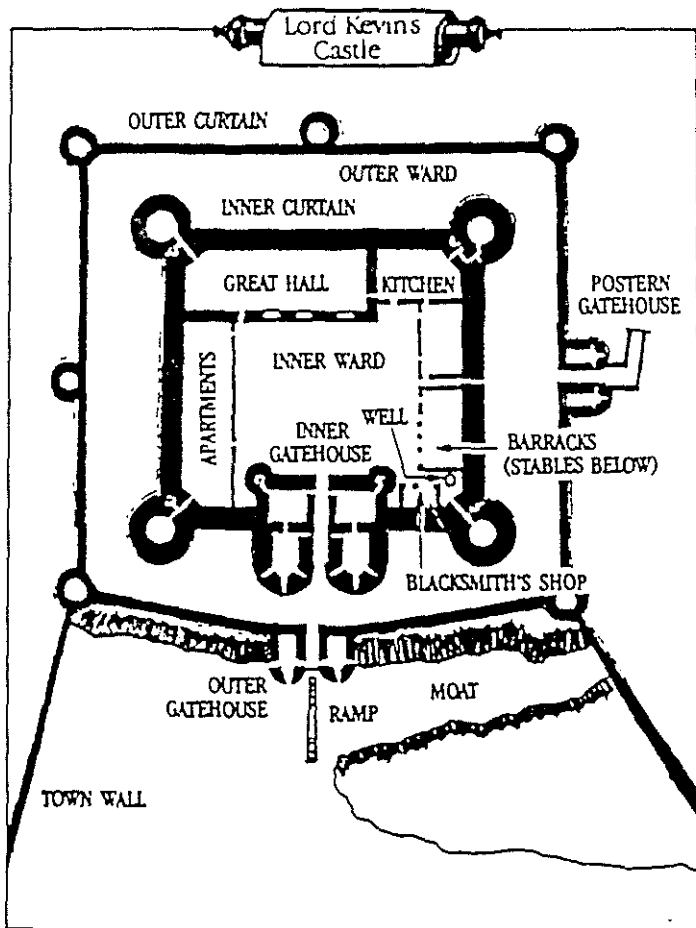 Lord Kevin's
Castle
OUTER CURTAIN
OUTER WARD
INNER CURTAIN
GREAT HALL
KITCHEN
POSTERN
GATEHOUSE
INNER WARD
APARTMENTS
WELL
INNER
GATEHOUSE
BARRACKS
(STABLES BELOW)
BLACKSMITH'S SHOP
OUTER
GATEHOUSE
RAMP
MOAT
TOWN WALL